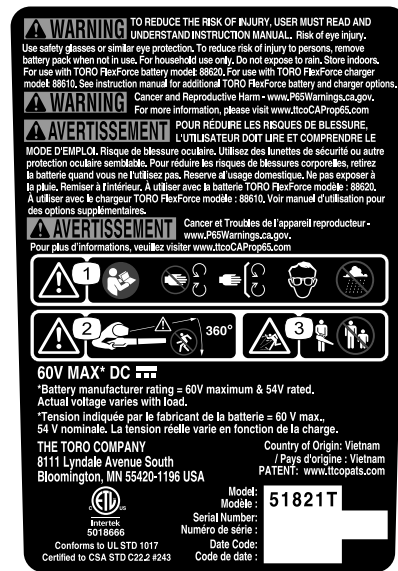 WARNING
TO REDUCE THE RISK OF INJURY, USER MUST READ AND
UNDERSTAND INSTRUCTION MANUAL. Risk of eye injury.
Use safety glasses or similar eye protection. To reduce risk of injury to persons, remove
battery pack when not in use. For household use only. Do not expose to rain. Store indoors.
For use with TORO FlexForce battery model: 88620. For use with TORO FlexForce charger
model: 88610. See instruction manual for additional TORO FlexForce battery and charger options.
WARNING
Cancer and Reproductive Harm - www.P65Warnings.ca.gov.
For more information, please visit www.ttcoCAProp65.com
AVERTISSEMENT
POUR RÉDUIRE LES RISQUES DE BLESSURE,
L'UTILISATEUR DOIT LIRE ET COMPRENDRE LE
MODE D'EMPLOI. Risque de blessure oculaire. Utilisez des lunettes de sécurité ou autre
protection oculaire semblable. Pour réduire les risques de blessures corporelles, retirez
la batterie quand vous ne l'utilisez pas. Reserve al'usage domestique. Ne pas exposer à
la pluie. Remiser à l'intérieur. À utiliser avec la batterie TORO FlexForce modèle : 88620.
À utiliser avec le chargeur TORO FlexForce modèle : 88610, Voir manual d'utilisation pour
des options supplémentaires.
AVERTISSEMENT
Cancer et Troubles de l'appareil reproducteur -
www.P65Warnings.ca.gov.
Pour plus d'informations, veuillez visiter www.ttcoCAProp65.com
1
2
360°
3
60V MAX* DC
*Battery manufacturer rating = 60V maximum & 54V rated.
Actual voltage varies with load.
*Tension indiquée par le fabricant de la batterie = 60 V max.,
54 V nominale. La tension réelle varie en fonction de la charge.
THE TORO COMPANY
8111 Lyndale Avenue South
Bloomington, MN 55420-1196 USA
Country of Origin: Vietnam
/ Pays d'origine : Vietnam
PATENT: www.ttcopats.com
c ETL us
Intertek
5018666
Conforms to UL STD 1017
Certified to CSA STD C22.2 #243
Model:
Modèle :
51821T
Serial Number:
Numéro de série :
Date Code:
Code de date :